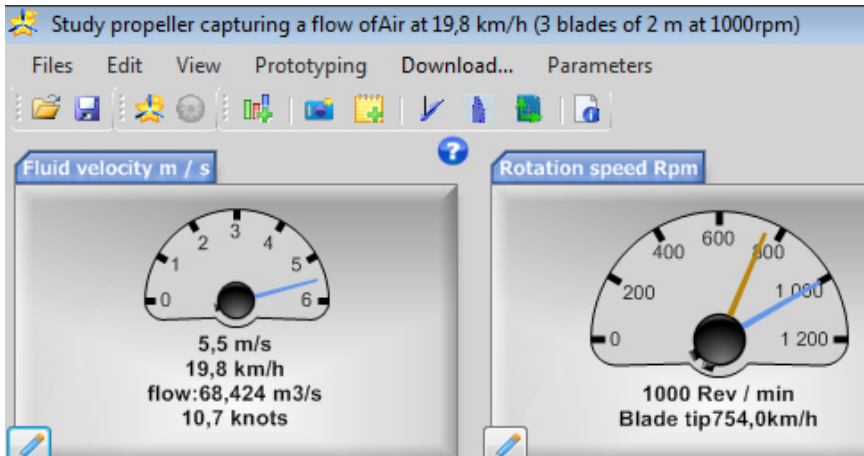 Study propeller capturing a flow ofAir at 19,8 km/h (3 blades of 2 m at 1000rpm)
Files Edit View Prototyping Download... Parameters
Fluid velocity m / s
0 1 2 3 4 5 6
5,5 m/s
19,8 km/h
flow:68,424 m3/s
10,7 knots
?
Rotation speed Rpm
0 200 400 600 800 1 000 1 200
1000 Rev / min
Blade tip754,0km/h